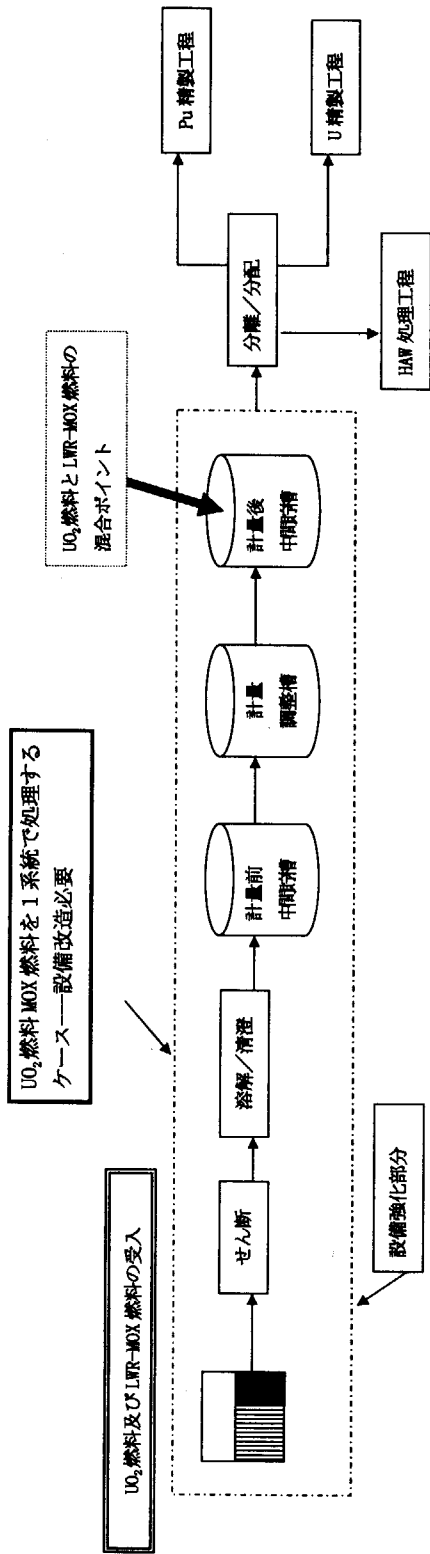 UO₂燃料MOX燃料を1系統で処理する
ケース──設備改造必要
UO₂燃料及びLWR-MOX燃料の受入
UO₂燃料とLWR-MOX燃料の
混合ポイント
せん断
溶解/清澄
計量前
中間貯槽
計量
調整槽
計量後
中間貯槽
分離/分配
Pu精製工程
U精製工程
HAW処理工程
設備強化部分